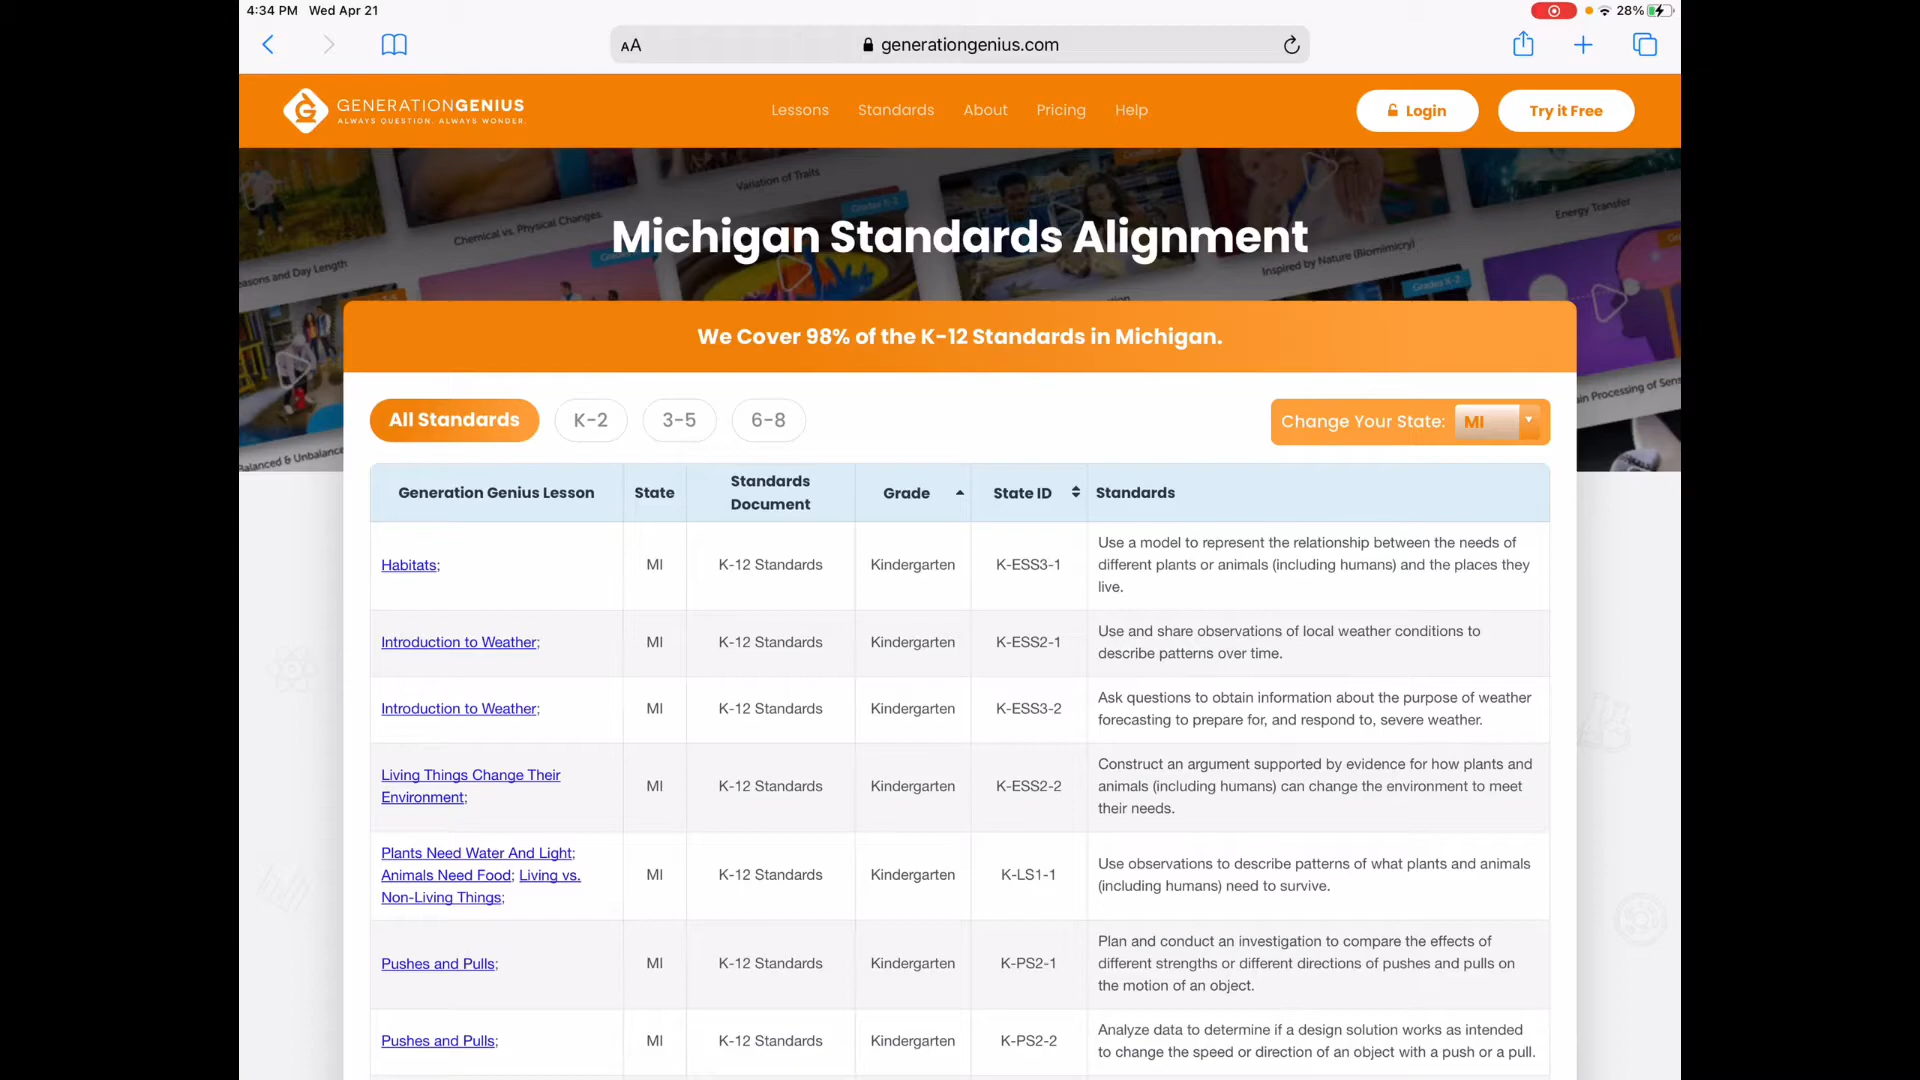 4:34 PM Wed Apr 21
28%
AA
generationgenius.com
GENERATIONGENIUS
ALWAYS QUESTION. ALWAYS WONDER.
Lessons
Standards
About
Pricing
Help
Login
Try it Free
Variation of Traits
Chemical vs. Physical Changes
Grades K-2
Energy Transfer
easons and Day Length
Inspired by Nature (Biomimicry)
Grades K-2
Balanced & Unbalance
in Processing of Sens
Michigan Standards Alignment
We Cover 98% of the K-12 Standards in Michigan.
All Standards
K-2
3-5
6-8
Change Your State: MI
Generation Genius Lesson
State
Standards
Document
Grade
State ID
Standards
Habitats;
MI
K-12 Standards
Kindergarten
K-ESS3-1
Use a model to represent the relationship between the needs of
different plants or animals (including humans) and the places they
live.
Introduction to Weather;
MI
K-12 Standards
Kindergarten
K-ESS2-1
Use and share observations of local weather conditions to
describe patterns over time.
Introduction to Weather;
MI
K-12 Standards
Kindergarten
K-ESS3-2
Ask questions to obtain information about the purpose of weather
forecasting to prepare for, and respond to, severe weather.
Living Things Change Their
Environment;
MI
K-12 Standards
Kindergarten
K-ESS2-2
Construct an argument supported by evidence for how plants and
animals (including humans) can change the environment to meet
their needs.
Plants Need Water And Light;
Animals Need Food; Living vs.
Non-Living Things;
MI
K-12 Standards
Kindergarten
K-LS1-1
Use observations to describe patterns of what plants and animals
(including humans) need to survive.
Pushes and Pulls;
MI
K-12 Standards
Kindergarten
K-PS2-1
Plan and conduct an investigation to compare the effects of
different strengths or different directions of pushes and pulls on
the motion of an object.
Pushes and Pulls;
MI
K-12 Standards
Kindergarten
K-PS2-2
Analyze data to determine if a design solution works as intended
to change the speed or direction of an object with a push or a pull.